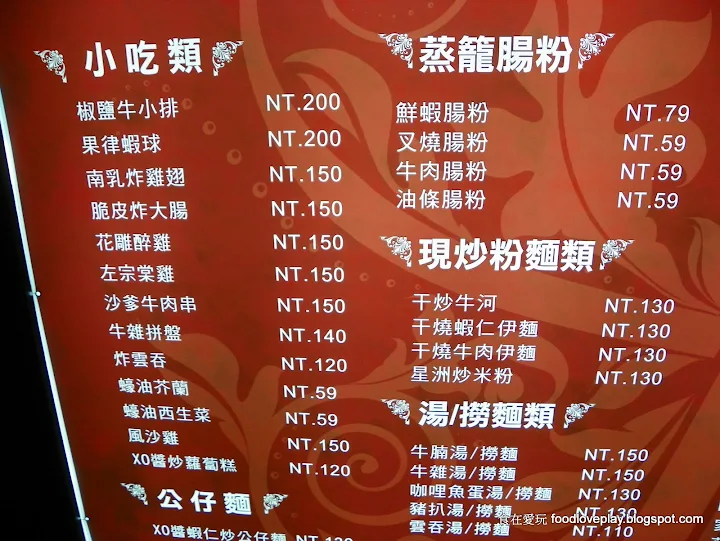 小吃類
椒鹽牛小排 NT.200
果律蝦球 NT.200
南乳炸雞翅 NT.150
脆皮炸大腸 NT.150
花雕醉雞 NT.150
左宗棠雞 NT.150
沙爹牛肉串 NT.150
牛雜拼盤 NT.140
炸雲吞 NT.120
蠔油芥蘭 NT.59
蠔油西生菜 NT.59
風沙雞 NT.150
XO醬炒蘿蔔糕 NT.120
公仔麵
XO醬蝦仁炒公仔麵
蒸籠腸粉
鮮蝦腸粉 NT.79
叉燒腸粉 NT.59
牛肉腸粉 NT.59
油條腸粉 NT.59
現炒粉麵類
干炒牛河 NT.130
干燒蝦仁伊麵 NT.130
干燒牛肉伊麵 NT.130
星洲炒米粉 NT.130
湯/撈麵類
牛腩湯/撈麵 NT.150
牛雜湯/撈麵 NT.150
咖哩魚蛋湯/撈麵 NT.130
豬扒湯/撈麵 NT.130
雲吞湯/撈麵 NT.110
食在愛玩 foodloveplay.blogspot.com